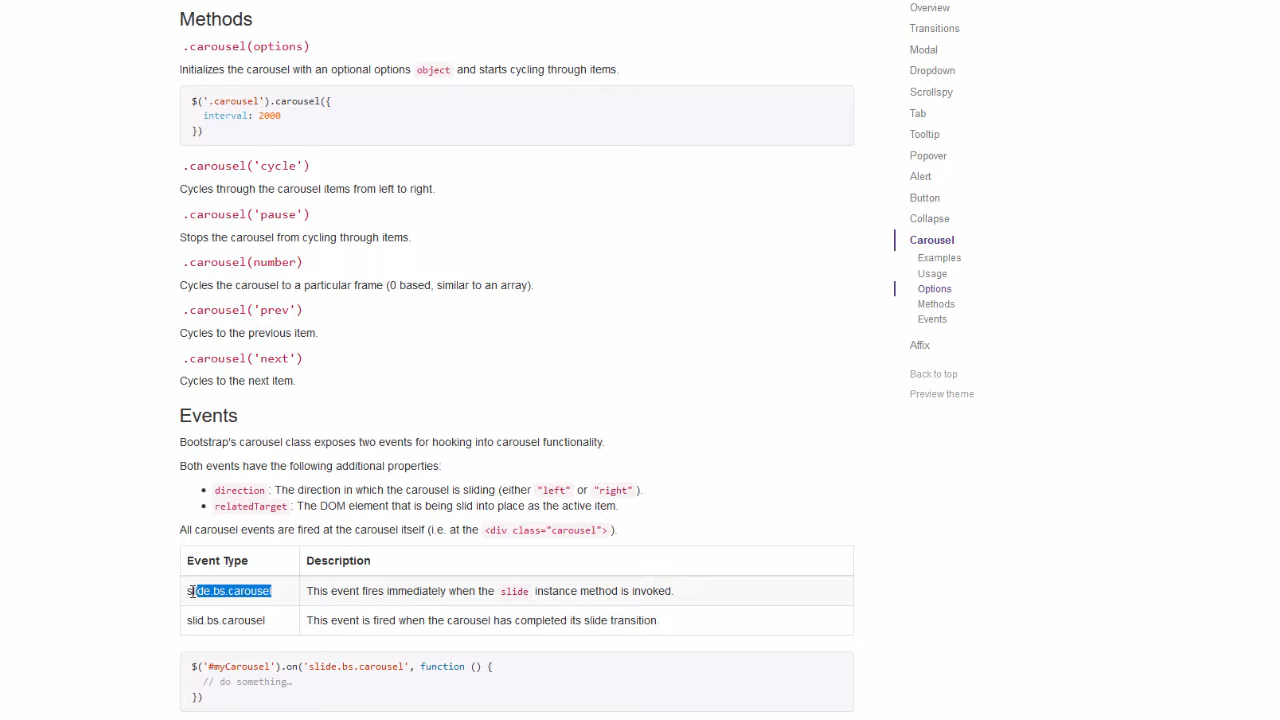 Methods
.carousel(options)
Initializes the carousel with an optional options object and starts cycling through items.
$('.carousel').carousel({
interval: 2000
})
.carousel('cycle')
Cycles through the carousel items from left to right.
.carousel('pause')
Stops the carousel from cycling through items.
.carousel(number)
Cycles the carousel to a particular frame (0 based, similar to an array).
.carousel('prev')
Cycles to the previous item.
.carousel('next')
Cycles to the next item.
Events
Bootstrap's carousel class exposes two events for hooking into carousel functionality.
Both events have the following additional properties:
• direction: The direction in which the carousel is sliding (either "left" or "right").
• relatedTarget: The DOM element that is being slid into place as the active item.
All carousel events are fired at the carousel itself (i.e. at the <div class="carousel">).
Event Type Description
slide.bs.carousel This event fires immediately when the slide instance method is invoked.
slid.bs.carousel This event is fired when the carousel has completed its slide transition.
$('#myCarousel').on('slide.bs.carousel', function () {
// do something…
})
Overview
Transitions
Modal
Dropdown
Scrollspy
Tab
Tooltip
Popover
Alert
Button
Collapse
Carousel
Examples
Usage
Options
Methods
Events
Affix
Back to top
Preview theme